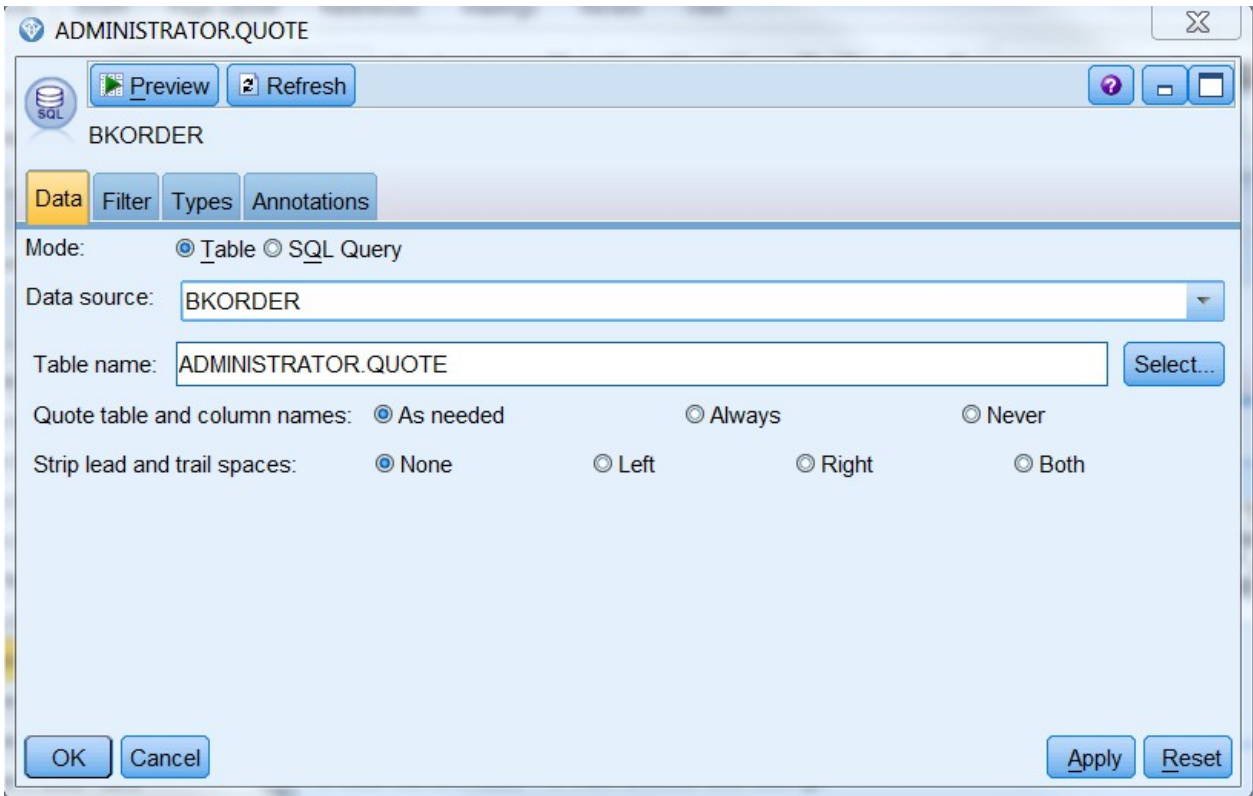 ADMINISTRATOR.QUOTE
Preview Refresh
SQL
BKORDER
Data Filter Types Annotations
Mode: Table SQL Query
Data source: BKORDER
Table name: ADMINISTRATOR.QUOTE Select...
Quote table and column names: As needed Always Never
Strip lead and trail spaces: None Left Right Both
OK Cancel Apply Reset